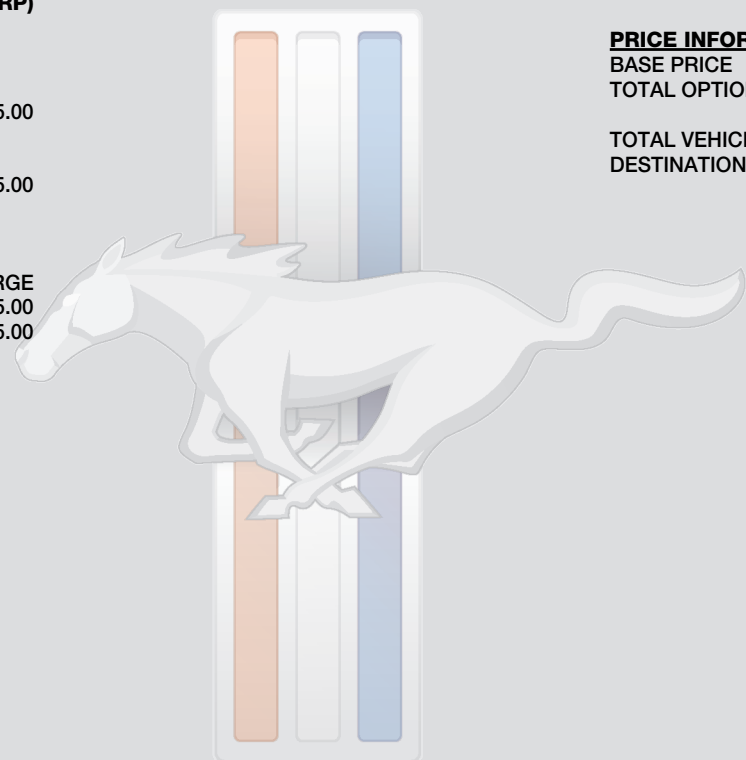 RP)
5.00
5.00
RGE
5.00
5.00
PRICE INFOR
BASE PRICE
TOTAL OPTIO
TOTAL VEHICL
DESTINATION